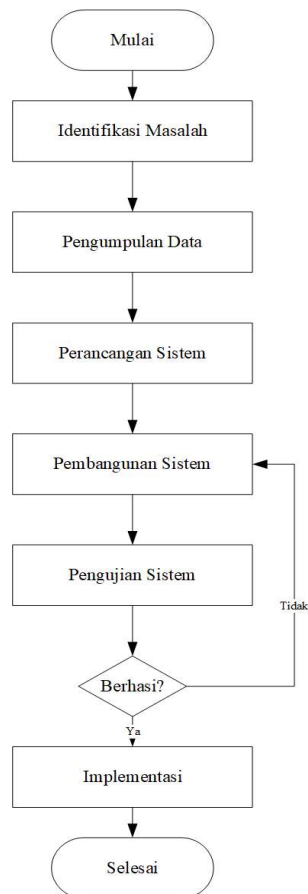 Mulai
Identifikasi Masalah
Pengumpulan Data
Perancangan Sistem
Pembangunan Sistem
Pengujian Sistem
Tidak
Berhasi?
Ya
Implementasi
Selesai